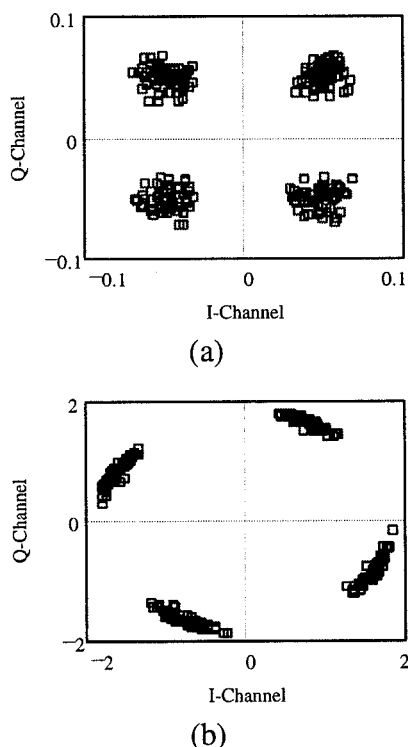 0.1
Q-Channel
0
−0.1
−0.1 0 0.1
I-Channel
(a)
2
Q-Channel
0
−2
−2 0 2
I-Channel
(b)